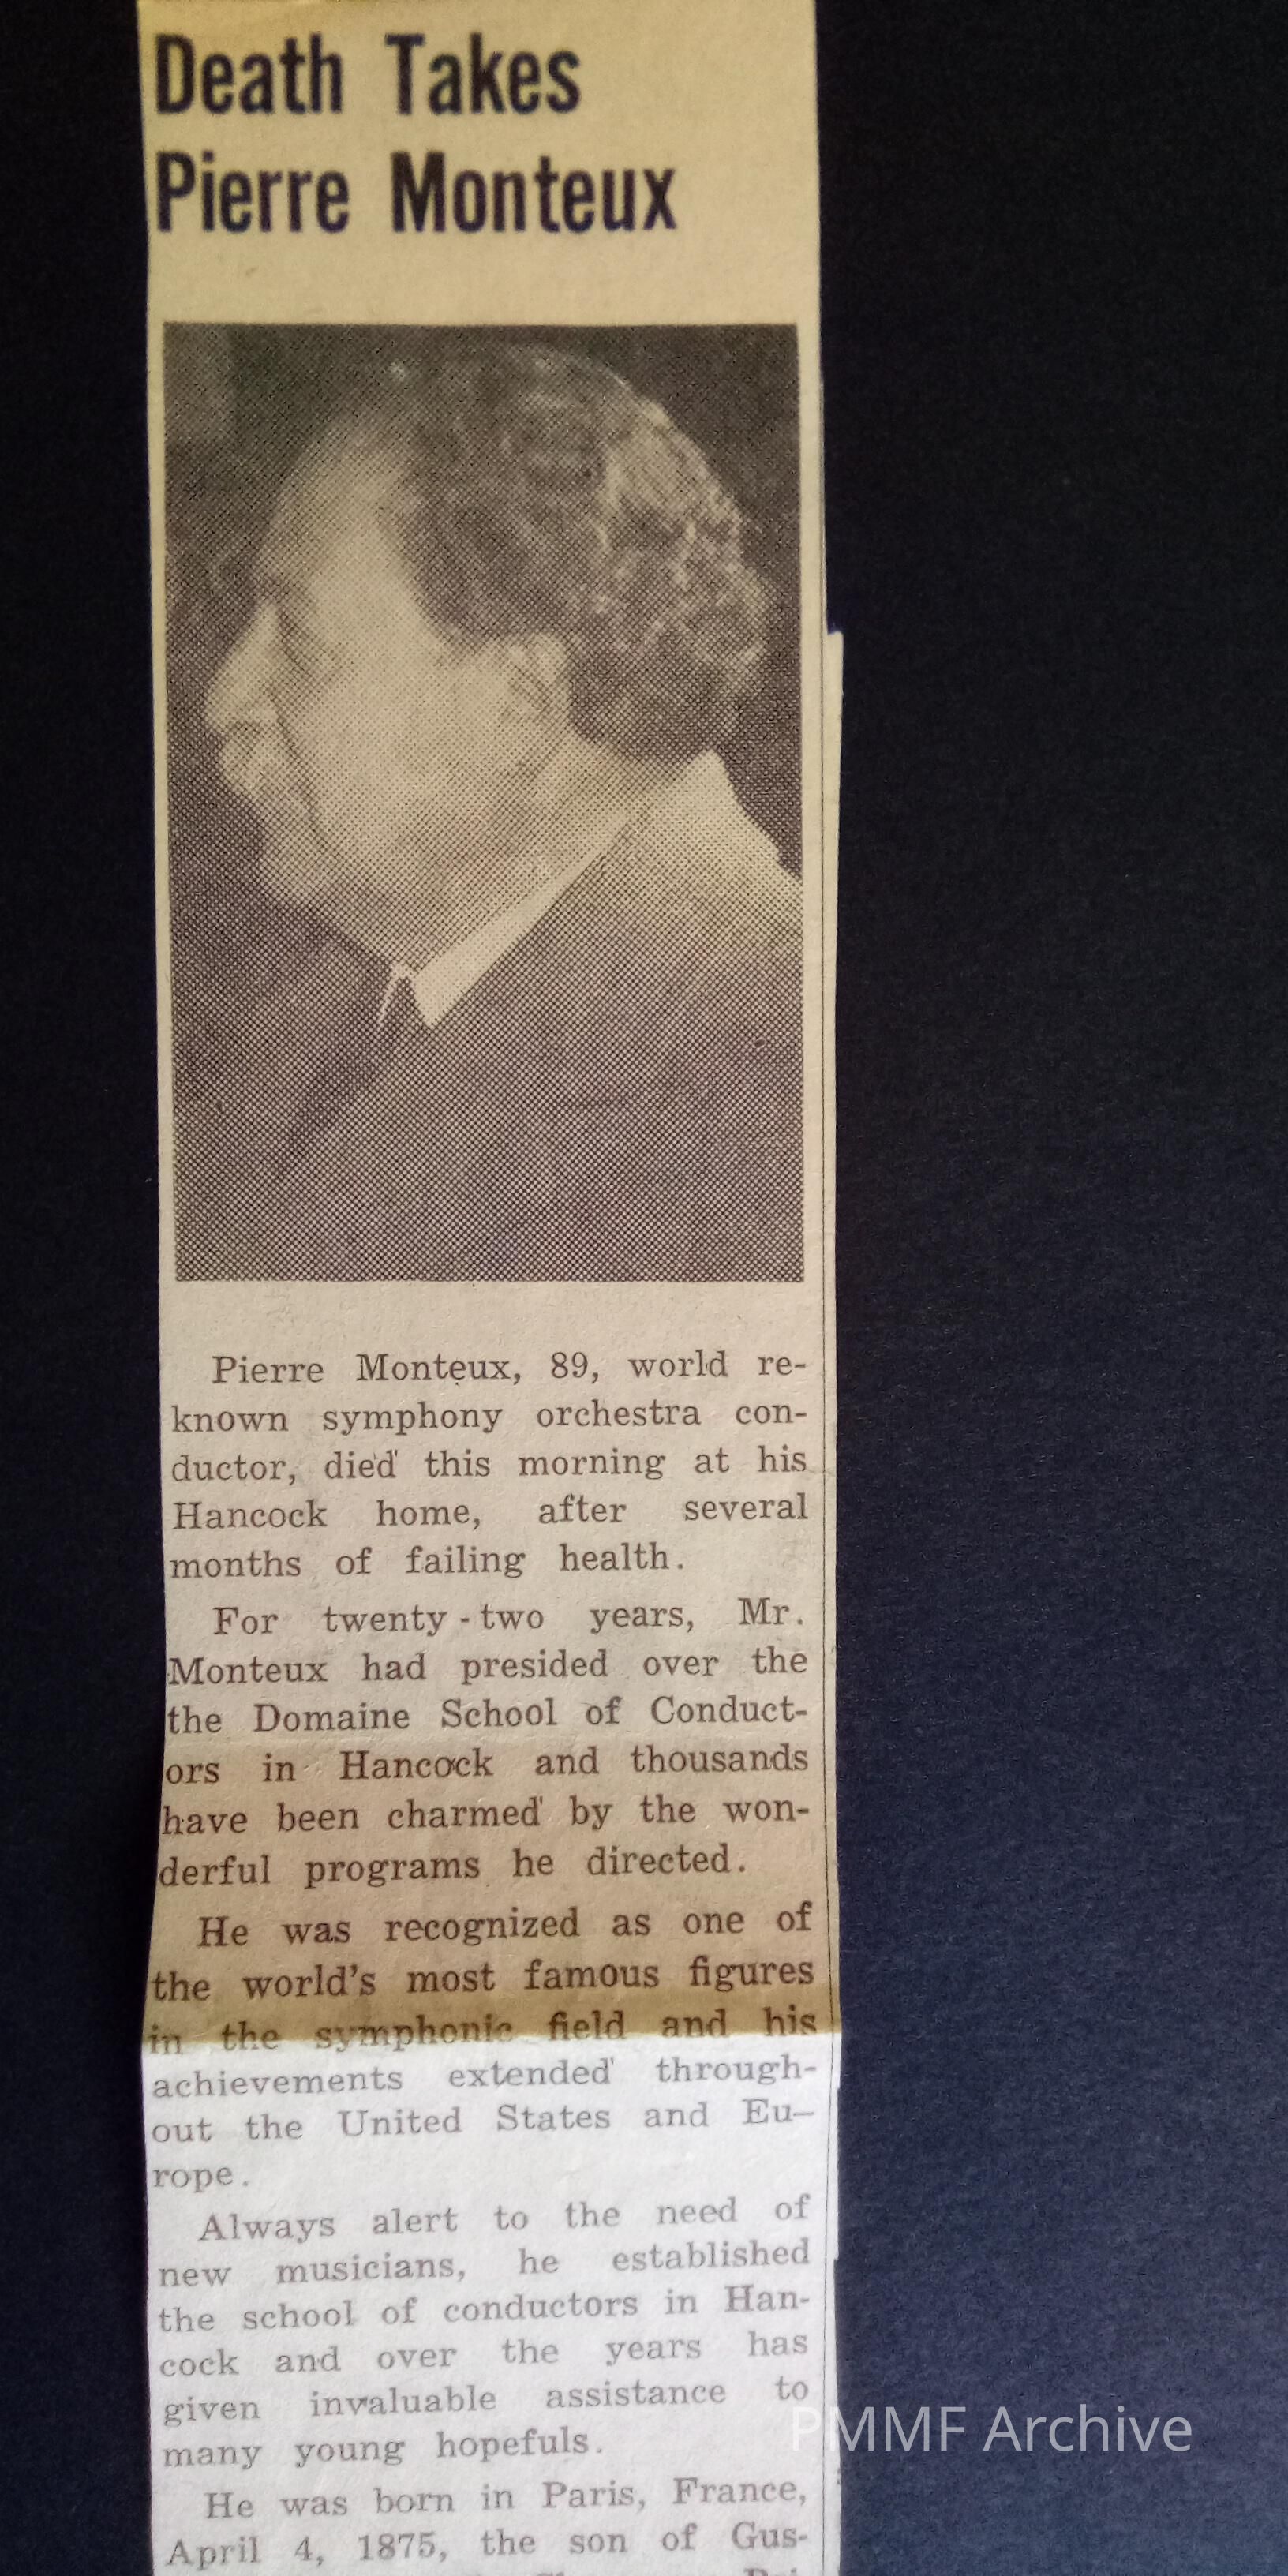 Death Takes
Pierre Monteux
Pierre Monteux, 89, world re-
known symphony orchestra con-
ductor, died this morning at his
Hancock home, after several
months of failing health.
For twenty-two years, Mr.
Monteux had presided over the
the Domaine School of Conduct-
ors in Hancock and thousands
have been charmed by the won-
derful programs he directed.
He was recognized as one of
the world's most famous figures
in the symphonic field and his
achievements extended through-
out the United States and Eu-
rope.
Always alert to the need of
new musicians, he established
the school of conductors in Han-
cock and over the years has
given invaluable assistance to
many young hopefuls.
He was born in Paris, France,
April 4, 1875, the son of Gus-
PMMF Archive